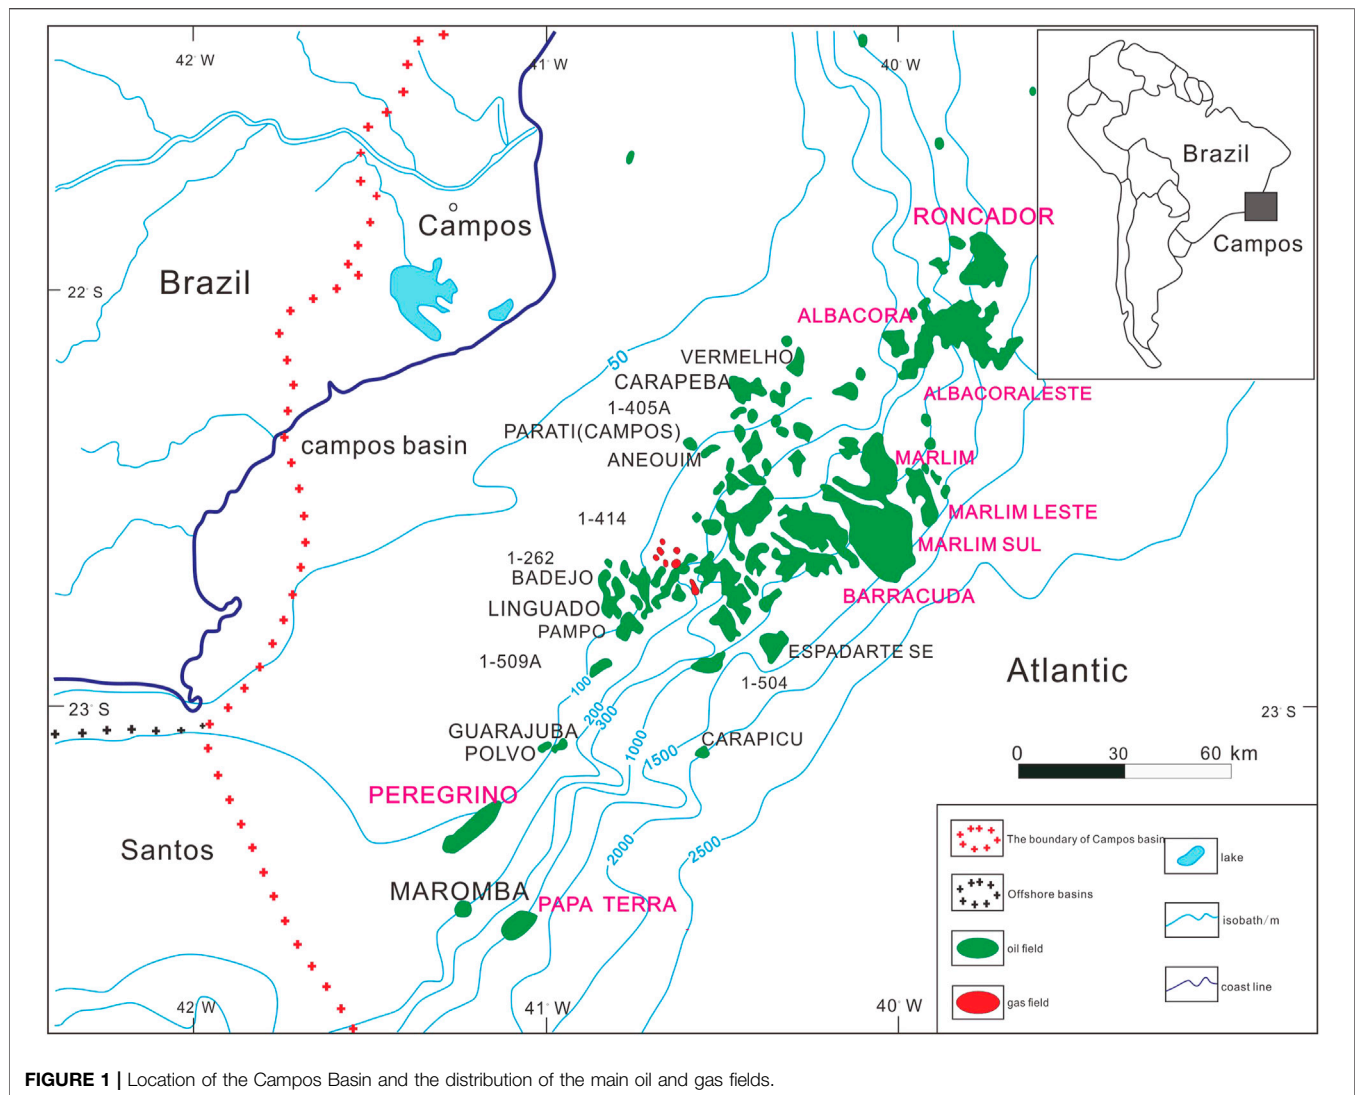 42° W
41° W
40° W
Brazil
Campos
RONCADOR
Campos
Brazil
22° S
ALBACORA
50
VERMELHO
CARAPEBA
ALBACORALESTE
1-405A
PARATI(CAMPOS)
campos basin
ANEOUIM
MARLIM
1-414
MARLIM LESTE
MARLIM SUL
1-262
BADEJO
BARRACUDA
LINGUADO
PAMPO
ESPADARTE SE
1-509A
Atlantic
100
1-504
23° S
200
300
23° S
GUARAJUBA
POLVO
1000
1500
CARAPICU
0 30 60 km
PEREGRINO
Santos
2000
2500
The boundary of Campos basin
lake
MAROMBA
PAPA TERRA
Offshore basins
isobath/m
oil field
coast line
gas field
42° W
41° W
40° W
FIGURE 1 | Location of the Campos Basin and the distribution of the main oil and gas fields.